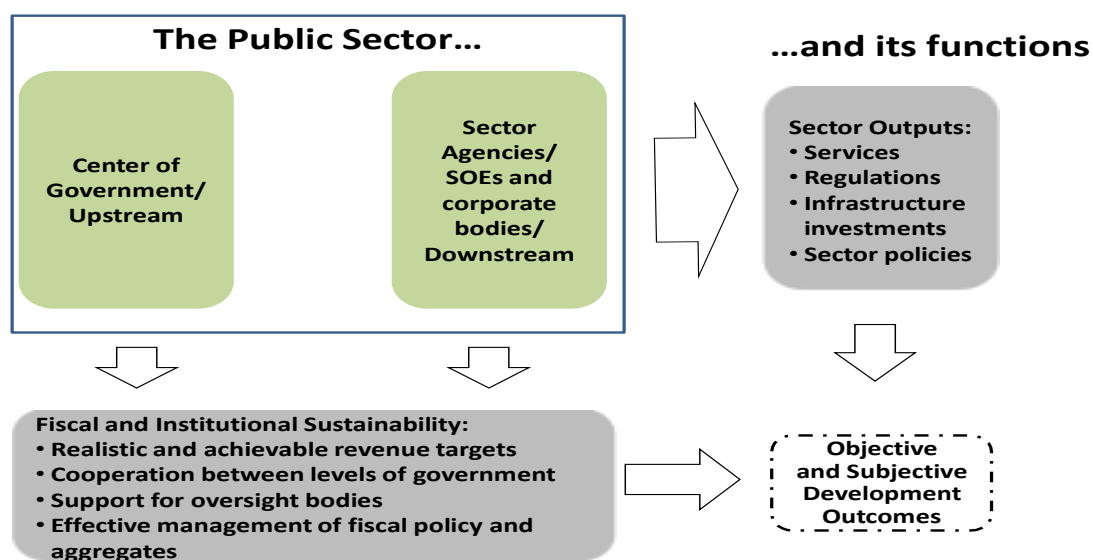 The Public Sector...
...and its functions
Center of
Government/
Upstream
Sector
Agencies/
SOEs and
corporate
bodies/
Downstream
Sector Outputs:
• Services
• Regulations
• Infrastructure
investments
• Sector policies
Fiscal and Institutional Sustainability:
• Realistic and achievable revenue targets
• Cooperation between levels of government
• Support for oversight bodies
• Effective management of fiscal policy and
aggregates
Objective
and Subjective
Development
Outcomes